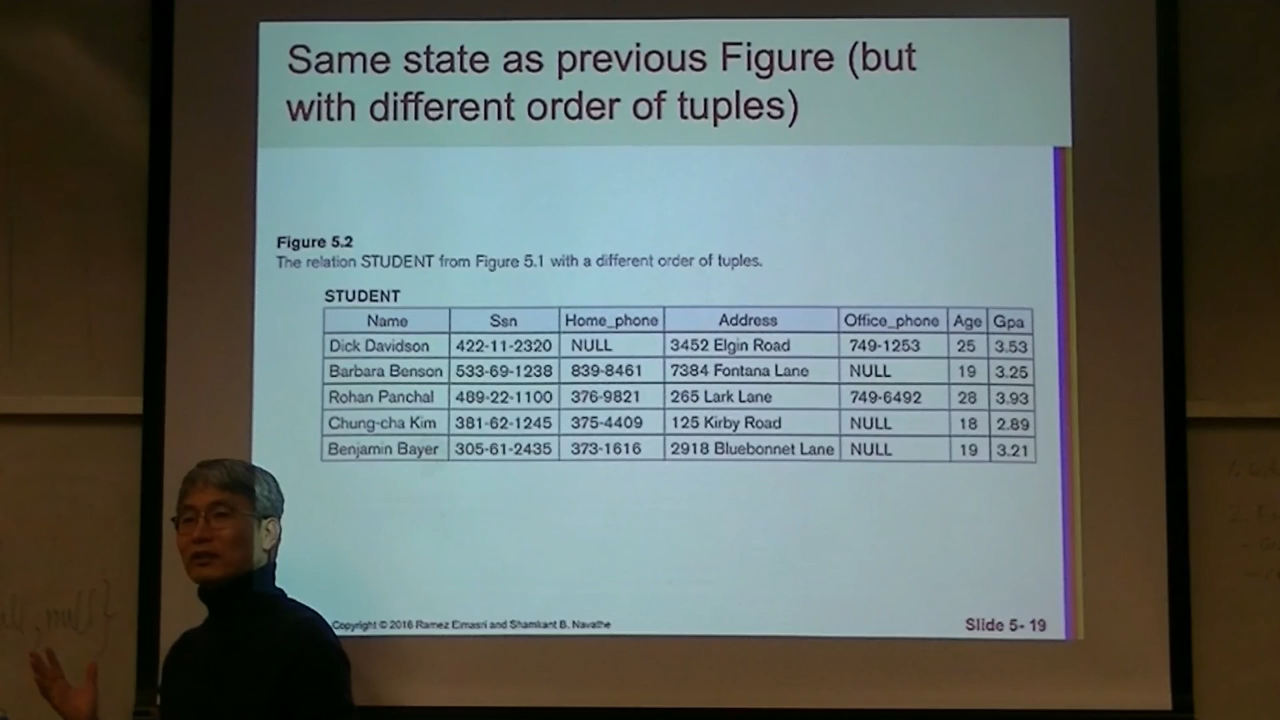 Same state as previous Figure (but
with different order of tuples)
Figure 5.2
The relation STUDENT from Figure 5.1 with a different order of tuples.
STUDENT
Name Ssn Home_phone Address Office_phone Age Gpa
Dick Davidson 422-11-2320 NULL 3452 Elgin Road 749-1253 25 3.53
Barbara Benson 533-69-1238 839-8461 7384 Fontana Lane NULL 19 3.25
Rohan Panchal 489-22-1100 376-9821 265 Lark Lane 749-6492 28 3.93
Chung-cha Kim 381-62-1245 375-4409 125 Kirby Road NULL 18 2.89
Benjamin Bayer 305-61-2435 373-1616 2918 Bluebonnet Lane NULL 19 3.21
Copyright © 2016 Ramez Elmasri and Shamkant B. Navathe
Slide 5- 19